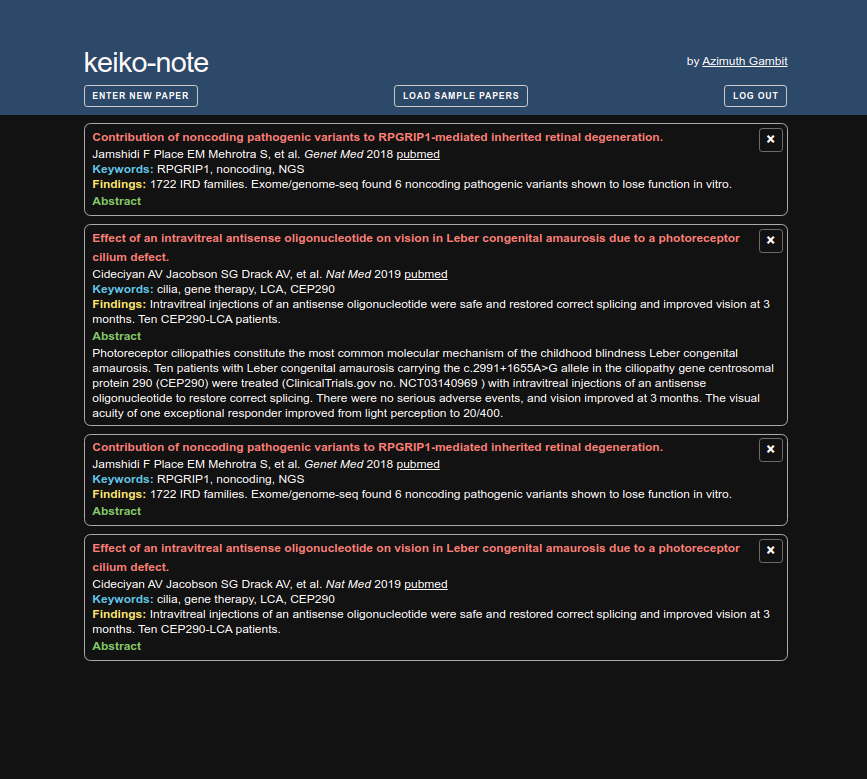 keiko-note
by Azimuth Gambit
ENTER NEW PAPER
LOAD SAMPLE PAPERS
LOG OUT
Contribution of noncoding pathogenic variants to RPGRIP1-mediated inherited retinal degeneration.
×
Jamshidi F Place EM Mehrotra S, et al. Genet Med 2018 pubmed
Keywords: RPGRIP1, noncoding, NGS
Findings: 1722 IRD families. Exome/genome-seq found 6 noncoding pathogenic variants shown to lose function in vitro.
Abstract
Effect of an intravitreal antisense oligonucleotide on vision in Leber congenital amaurosis due to a photoreceptor
cilium defect.
×
Cideciyan AV Jacobson SG Drack AV, et al. Nat Med 2019 pubmed
Keywords: cilia, gene therapy, LCA, CEP290
Findings: Intravitreal injections of an antisense oligonucleotide were safe and restored correct splicing and improved vision at 3
months. Ten CEP290-LCA patients.
Abstract
Photoreceptor ciliopathies constitute the most common molecular mechanism of the childhood blindness Leber congenital
amaurosis. Ten patients with Leber congenital amaurosis carrying the c.2991+1655A>G allele in the ciliopathy gene centrosomal
protein 290 (CEP290) were treated (ClinicalTrials.gov no. NCT03140969 ) with intravitreal injections of an antisense
oligonucleotide to restore correct splicing. There were no serious adverse events, and vision improved at 3 months. The visual
acuity of one exceptional responder improved from light perception to 20/400.
Contribution of noncoding pathogenic variants to RPGRIP1-mediated inherited retinal degeneration.
×
Jamshidi F Place EM Mehrotra S, et al. Genet Med 2018 pubmed
Keywords: RPGRIP1, noncoding, NGS
Findings: 1722 IRD families. Exome/genome-seq found 6 noncoding pathogenic variants shown to lose function in vitro.
Abstract
Effect of an intravitreal antisense oligonucleotide on vision in Leber congenital amaurosis due to a photoreceptor
cilium defect.
×
Cideciyan AV Jacobson SG Drack AV, et al. Nat Med 2019 pubmed
Keywords: cilia, gene therapy, LCA, CEP290
Findings: Intravitreal injections of an antisense oligonucleotide were safe and restored correct splicing and improved vision at 3
months. Ten CEP290-LCA patients.
Abstract